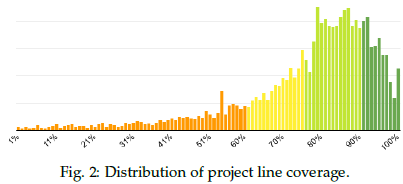 1% 11% 21% 31% 41% 51% 60% 70% 80% 90% 100%
Fig. 2: Distribution of project line coverage.